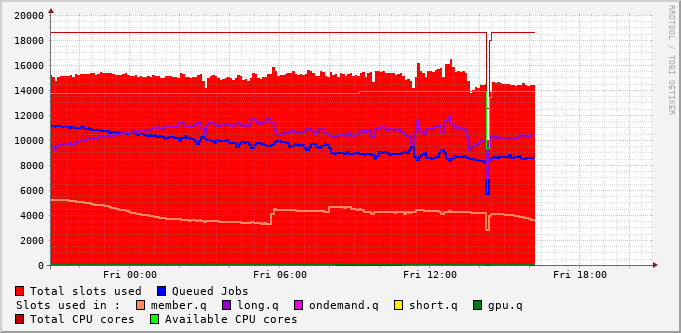 20000
18000
16000
14000
12000
10000
8000
6000
4000
2000
0
Fri 00:00 Fri 06:00 Fri 12:00 Fri 18:00
Total slots used Queued Jobs
Slots used in : member.q long.q ondemand.q short.q gpu.q
Total CPU cores Available CPU cores
RRDTOOL / TOBI OETIKER